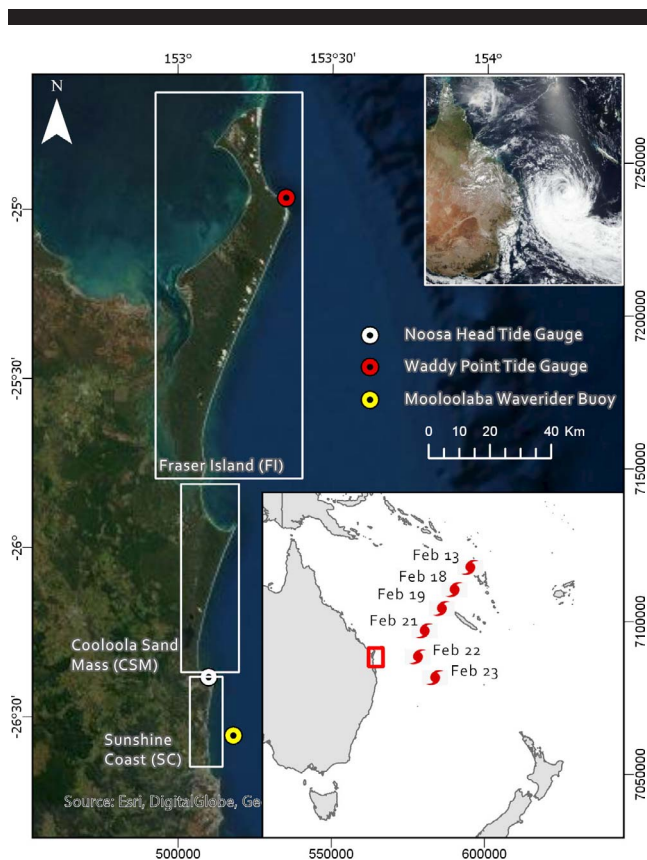 153°
153°30'
154°
N
-25°
-25°30'
-26°
-26°30'
7250000
7200000
7150000
7100000
7050000
Noosa Head Tide Gauge
Waddy Point Tide Gauge
Mooloolaba Waverider Buoy
0 10 20 40 Km
Fraser Island (FI)
Feb 13
Feb 18
Feb 19
Feb 21
Feb 22
Feb 23
Cooloola Sand
Mass (CSM)
Sunshine
Coast (SC)
Source: Esri, DigitalGlobe, Ge
500000
550000
600000